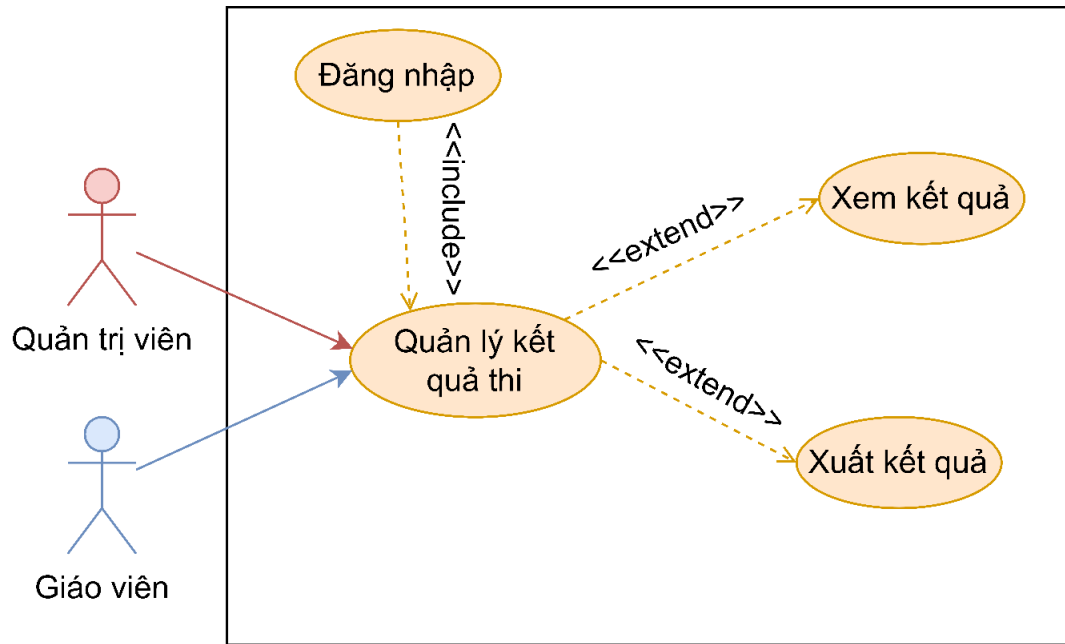 Đăng nhập
<<include>>
Xem kết quả
<<extend>>
Quản trị viên
Quản lý kết
quả thi
<<extend>>
Xuất kết quả
Giáo viên